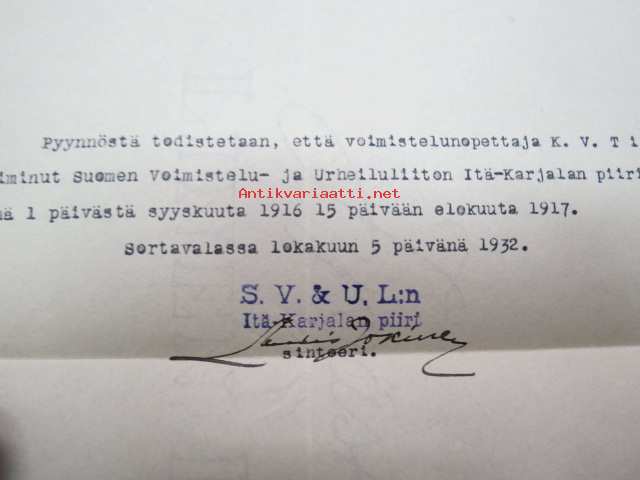 Pyynnöstä todistetaan, että voimistelunopettaja K. V. T i
iminut Suomen Voimistelu- ja Urheiluliiton Itä-Karjalan piiri
Antikvariaatti.net
ä 1 päivästä syyskuuta 1916 15 päivään elokuuta 1917.
Sortavalassa lokakuun 5 päivänä 1932.
S. V. & U. L:n
Itä-Karjalan piiri
sihteeri.